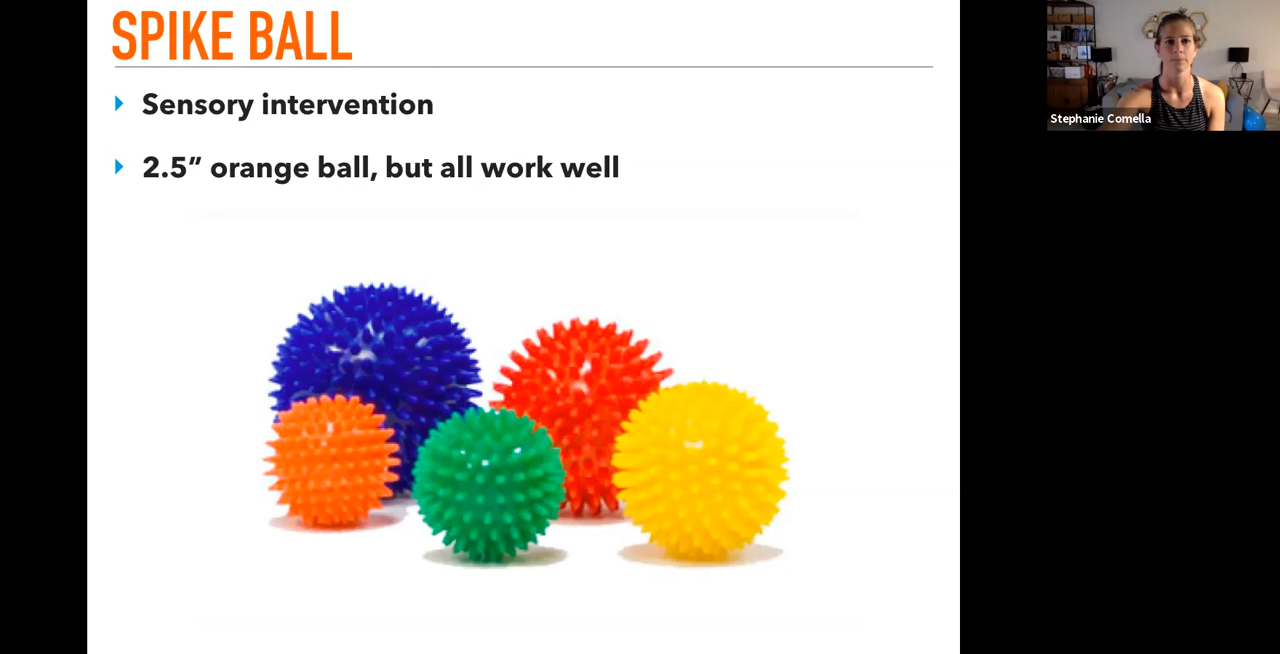 SPIKE BALL
Sensory intervention
2.5” orange ball, but all work well
Stephanie Comella